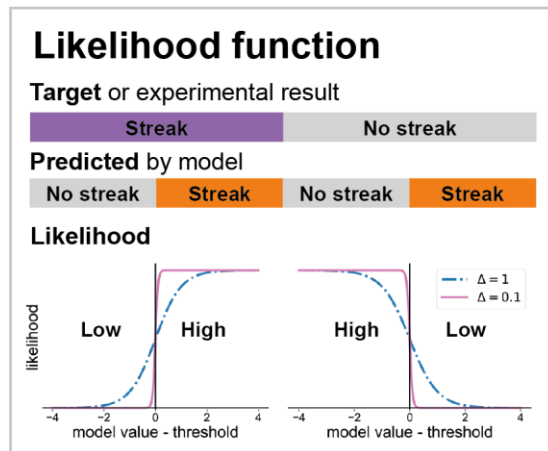 Likelihood function
Target or experimental result
Streak No streak
Predicted by model
No streak Streak No streak Streak
Likelihood
likelihood
Low High
High Low
Δ = 1
Δ = 0.1
−4 −2 0 2 4
−4 −2 0 2 4
model value - threshold
model value - threshold